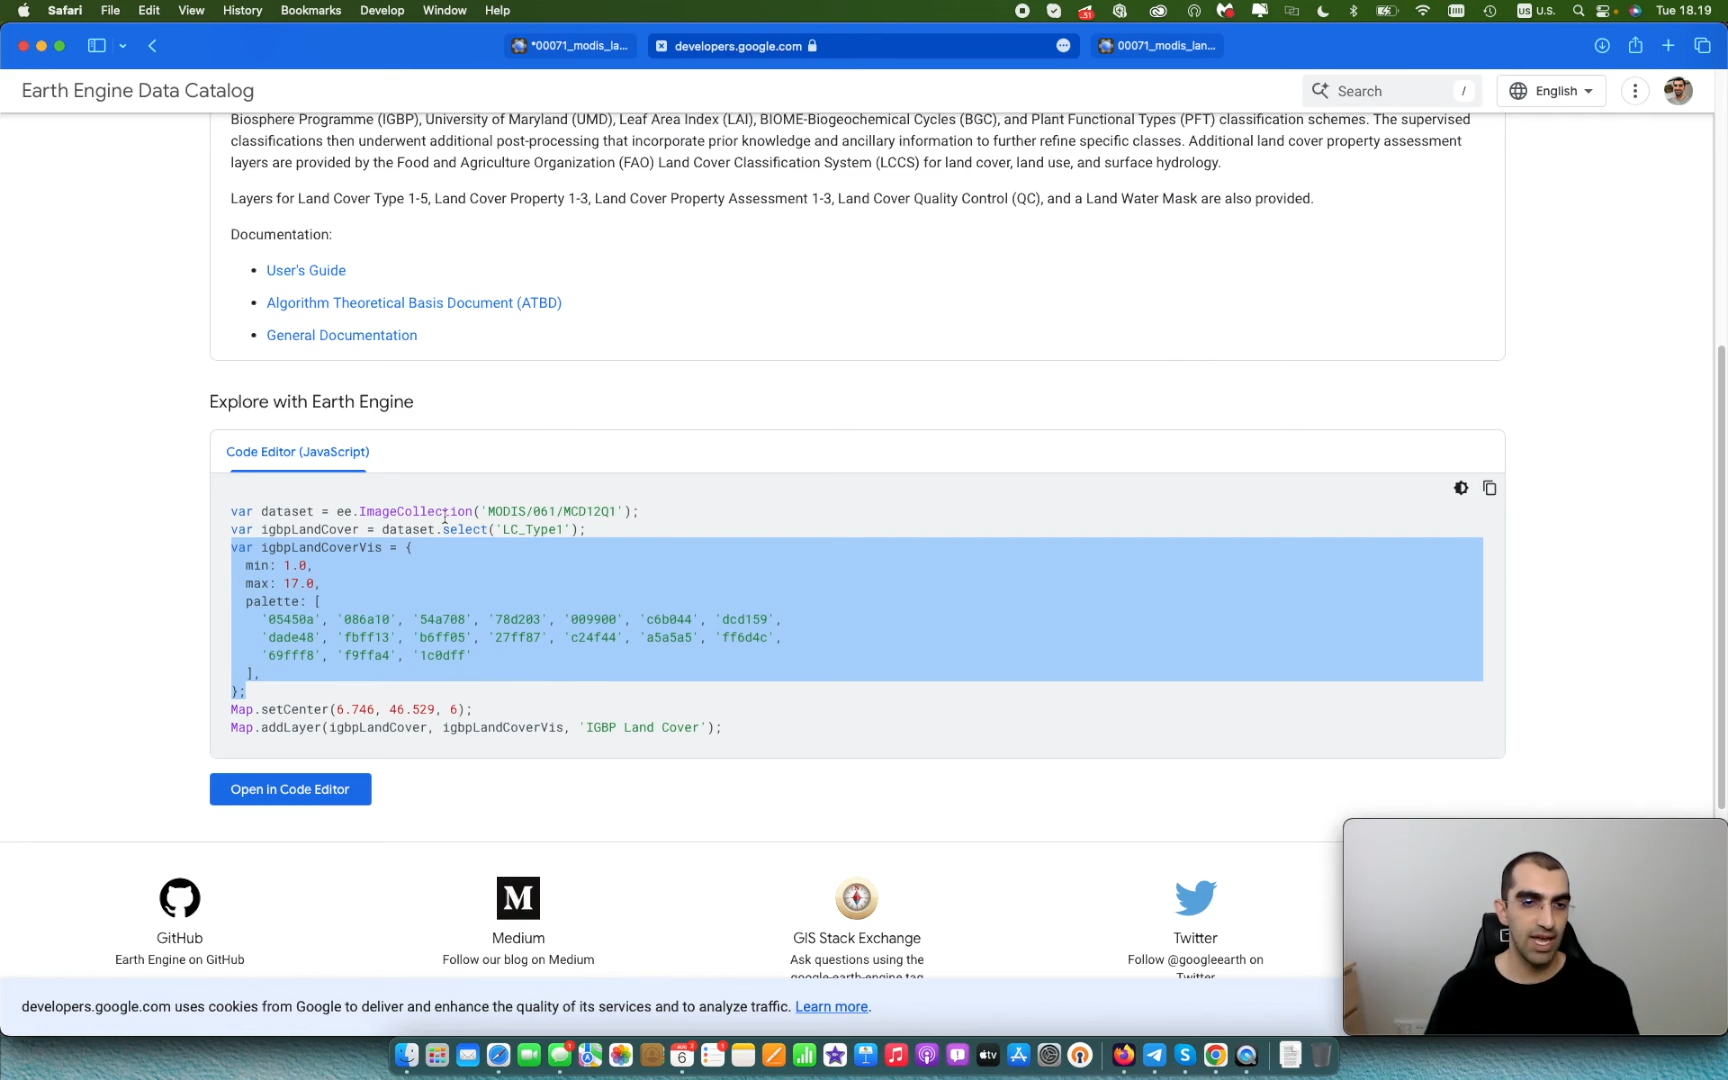 Safari File Edit View History Bookmarks Develop Window Help
31
U.S. Tue 18.19
*00071_modis_la...
developers.google.com
00071_modis_lan...
Earth Engine Data Catalog
Search /
English
Biosphere Programme (IGBP), University of Maryland (UMD), Leaf Area Index (LAI), BIOME-Biogeochemical Cycles (BGC), and Plant Functional Types (PFT) classification schemes. The supervised
classifications then underwent additional post-processing that incorporate prior knowledge and ancillary information to further refine specific classes. Additional land cover property assessment
layers are provided by the Food and Agriculture Organization (FAO) Land Cover Classification System (LCCS) for land cover, land use, and surface hydrology.
Layers for Land Cover Type 1-5, Land Cover Property 1-3, Land Cover Property Assessment 1-3, Land Cover Quality Control (QC), and a Land Water Mask are also provided.
Documentation:
• User's Guide
• Algorithm Theoretical Basis Document (ATBD)
• General Documentation
Explore with Earth Engine
Code Editor (JavaScript)
var dataset = ee.ImageCollection('MODIS/061/MCD12Q1');
var igbpLandCover = dataset.select('LC_Type1');
var igbpLandCoverVis = {
min: 1.0,
max: 17.0,
palette: [
'05450a', '086a10', '54a708', '78d203', '009900', 'c6b044', 'dcd159',
'dade48', 'fbff13', 'b6ff05', '27ff87', 'c24f44', 'a5a5a5', 'ff6d4c',
'69fff8', 'f9ffa4', '1c0dff'
],
};
Map.setCenter(6.746, 46.529, 6);
Map.addLayer(igbpLandCover, igbpLandCoverVis, 'IGBP Land Cover');
Open in Code Editor
GitHub
Earth Engine on GitHub
Medium
Follow our blog on Medium
GIS Stack Exchange
Ask questions using the
google-earth-engine tag
Twitter
Follow @googleearth on
Twitter
developers.google.com uses cookies from Google to deliver and enhance the quality of its services and to analyze traffic. Learn more.